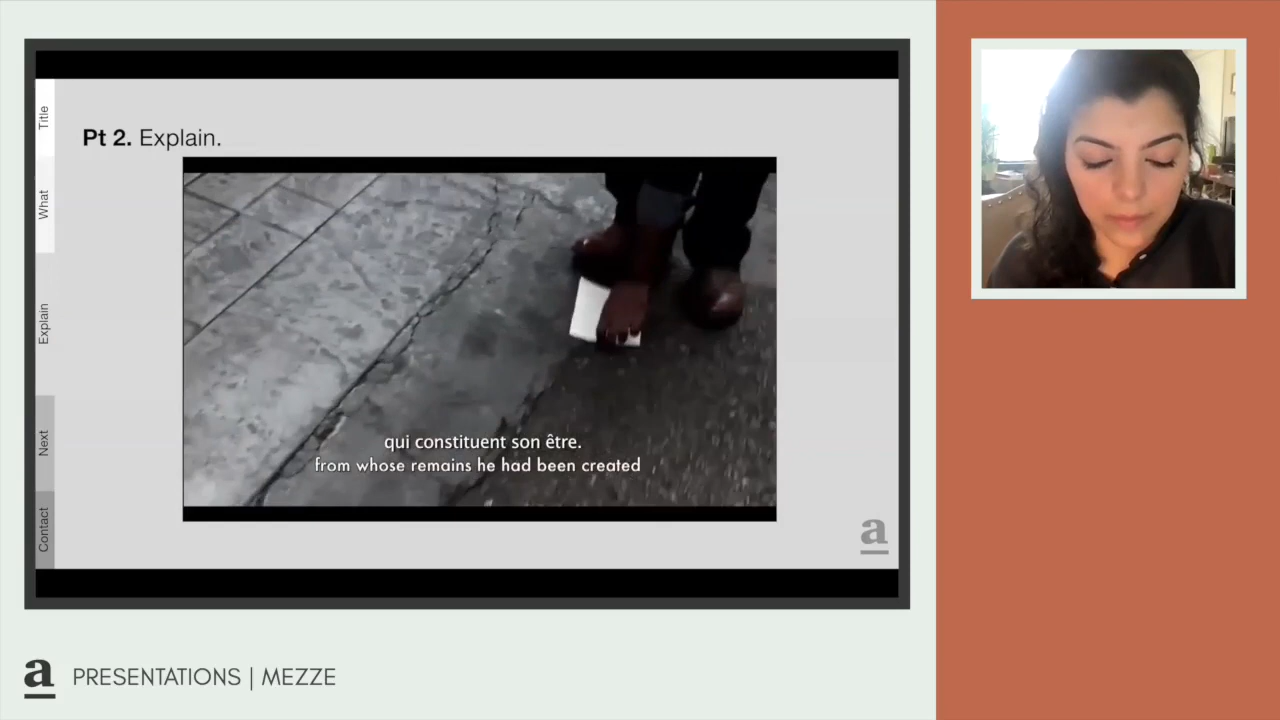 Title
What
Explain
Next
Contact
Pt 2. Explain.
qui constituent son être.
from whose remains he had been created
a
a PRESENTATIONS | MEZZE